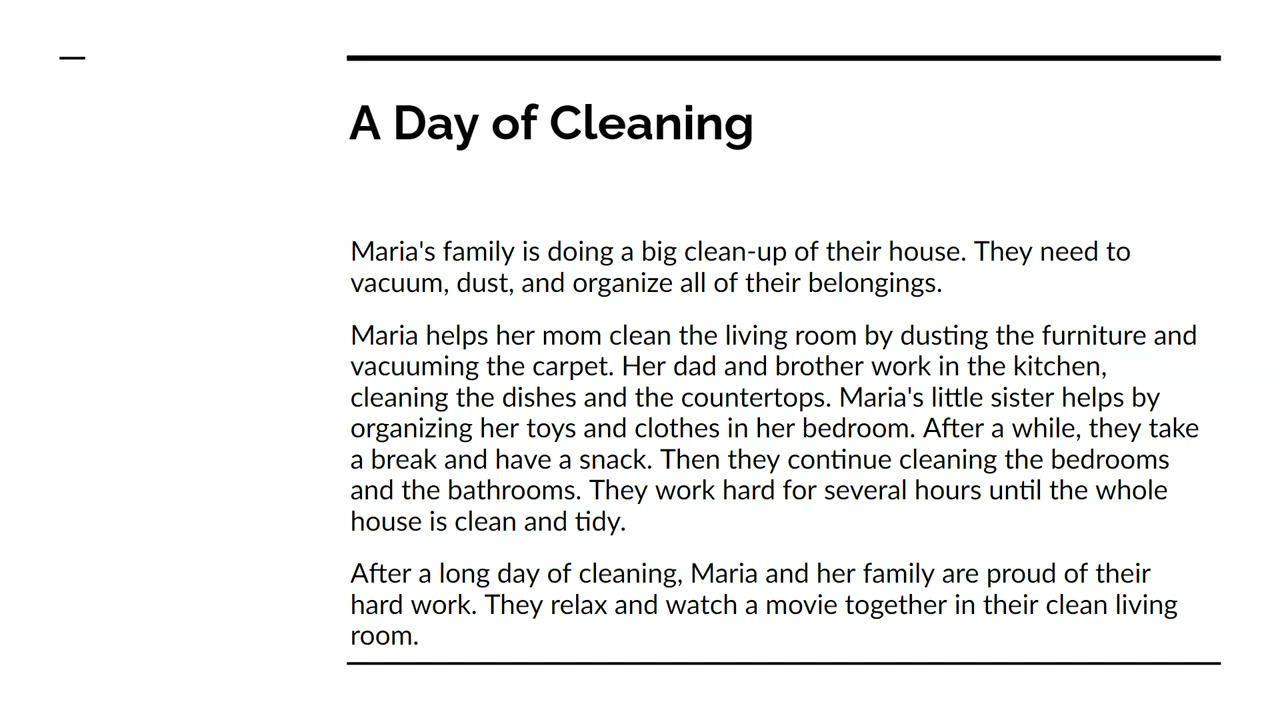 A Day of Cleaning
Maria's family is doing a big clean-up of their house. They need to
vacuum, dust, and organize all of their belongings.
Maria helps her mom clean the living room by dusting the furniture and
vacuuming the carpet. Her dad and brother work in the kitchen,
cleaning the dishes and the countertops. Maria's little sister helps by
organizing her toys and clothes in her bedroom. After a while, they take
a break and have a snack. Then they continue cleaning the bedrooms
and the bathrooms. They work hard for several hours until the whole
house is clean and tidy.
After a long day of cleaning, Maria and her family are proud of their
hard work. They relax and watch a movie together in their clean living
room.